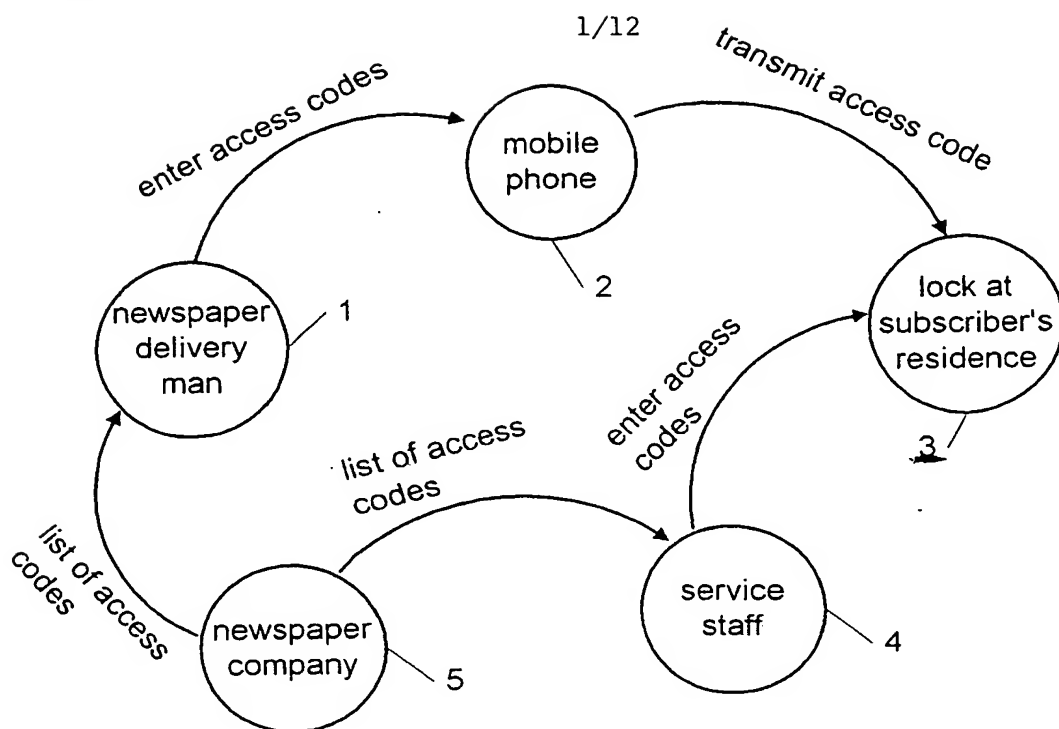 1/12
transmit access code
enter access codes
mobile
phone
2
lock at
subscriber's
residence
3
newspaper
delivery
man
1
enter access
codes
list of access
codes
list of access
codes
service
staff
4
newspaper
company
5